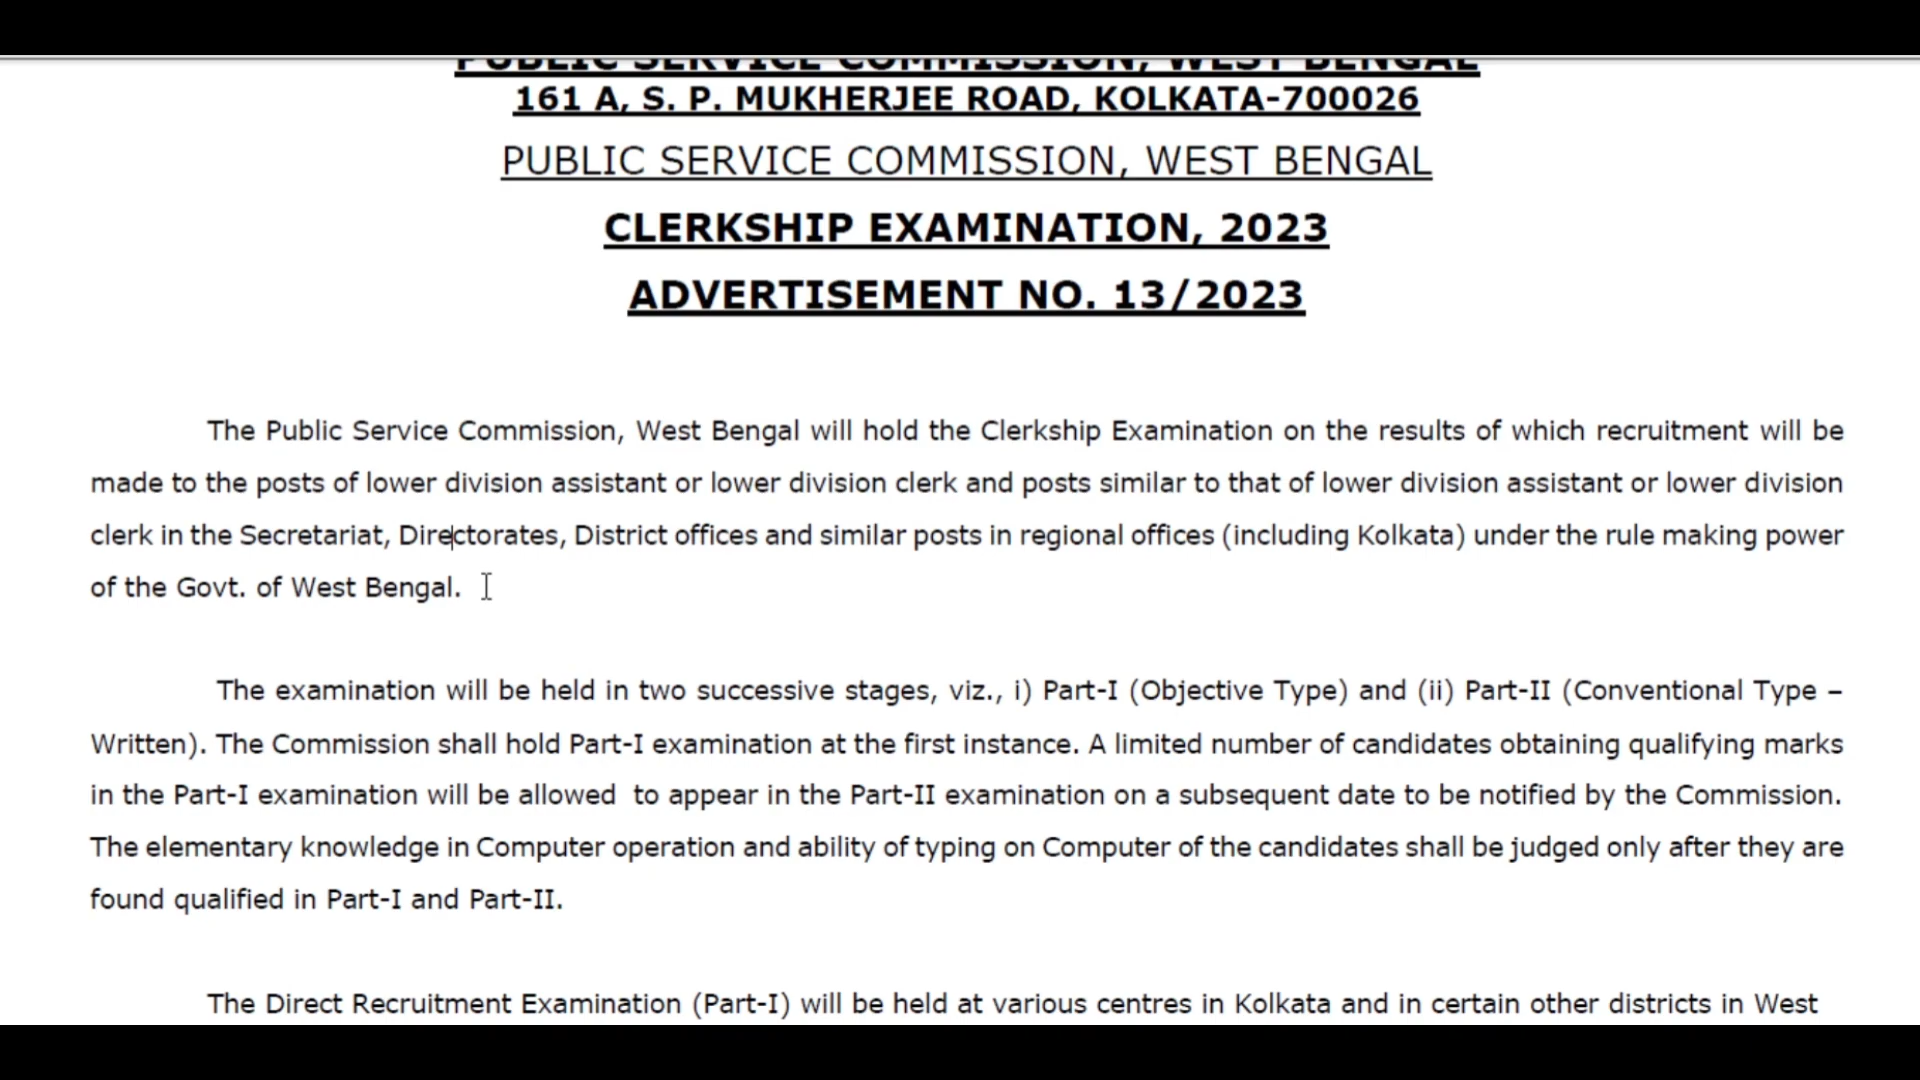 PUBLIC SERVICE COMMISSION, WEST BENGAL
161 A, S. P. MUKHERJEE ROAD, KOLKATA-700026
PUBLIC SERVICE COMMISSION, WEST BENGAL
CLERKSHIP EXAMINATION, 2023
ADVERTISEMENT NO. 13/2023
The Public Service Commission, West Bengal will hold the Clerkship Examination on the results of which recruitment will be
made to the posts of lower division assistant or lower division clerk and posts similar to that of lower division assistant or lower division
clerk in the Secretariat, Directorates, District offices and similar posts in regional offices (including Kolkata) under the rule making power
of the Govt. of West Bengal.
The examination will be held in two successive stages, viz., i) Part-I (Objective Type) and (ii) Part-II (Conventional Type –
Written). The Commission shall hold Part-I examination at the first instance. A limited number of candidates obtaining qualifying marks
in the Part-I examination will be allowed to appear in the Part-II examination on a subsequent date to be notified by the Commission.
The elementary knowledge in Computer operation and ability of typing on Computer of the candidates shall be judged only after they are
found qualified in Part-I and Part-II.
The Direct Recruitment Examination (Part-I) will be held at various centres in Kolkata and in certain other districts in West